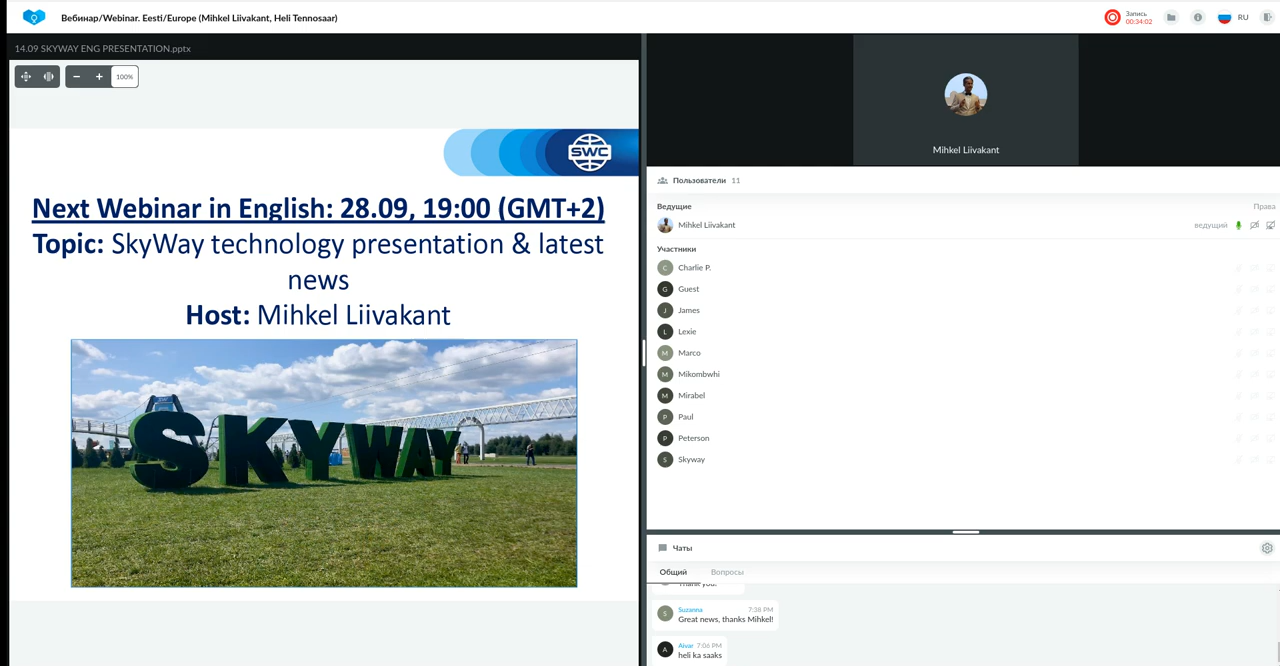 Вебинар/Webinar. Eesti/Europe (Mihkel Liivakant, Heli Tennosaar)
Запись
00:34:02
RU
14.09 SKYWAY ENG PRESENTATION.pptx
100%
SWC
Next Webinar in English: 28.09, 19:00 (GMT+2)
Topic: SkyWay technology presentation & latest
news
Host: Mihkel Liivakant
SKYWAY
Mihkel Liivakant
Пользователи 11
Ведущие Права
Mihkel Liivakant ведущий
Участники
C Charlie P.
G Guest
J James
L Lexie
M Marco
M Mikombwhi
M Mirabel
P Paul
P Peterson
S Skyway
Чаты
Общий Вопросы
Thank you!
S Suzanna 7:38 PM
Great news, thanks Mihkel!
A Aivar 7:06 PM
heli ka saaks